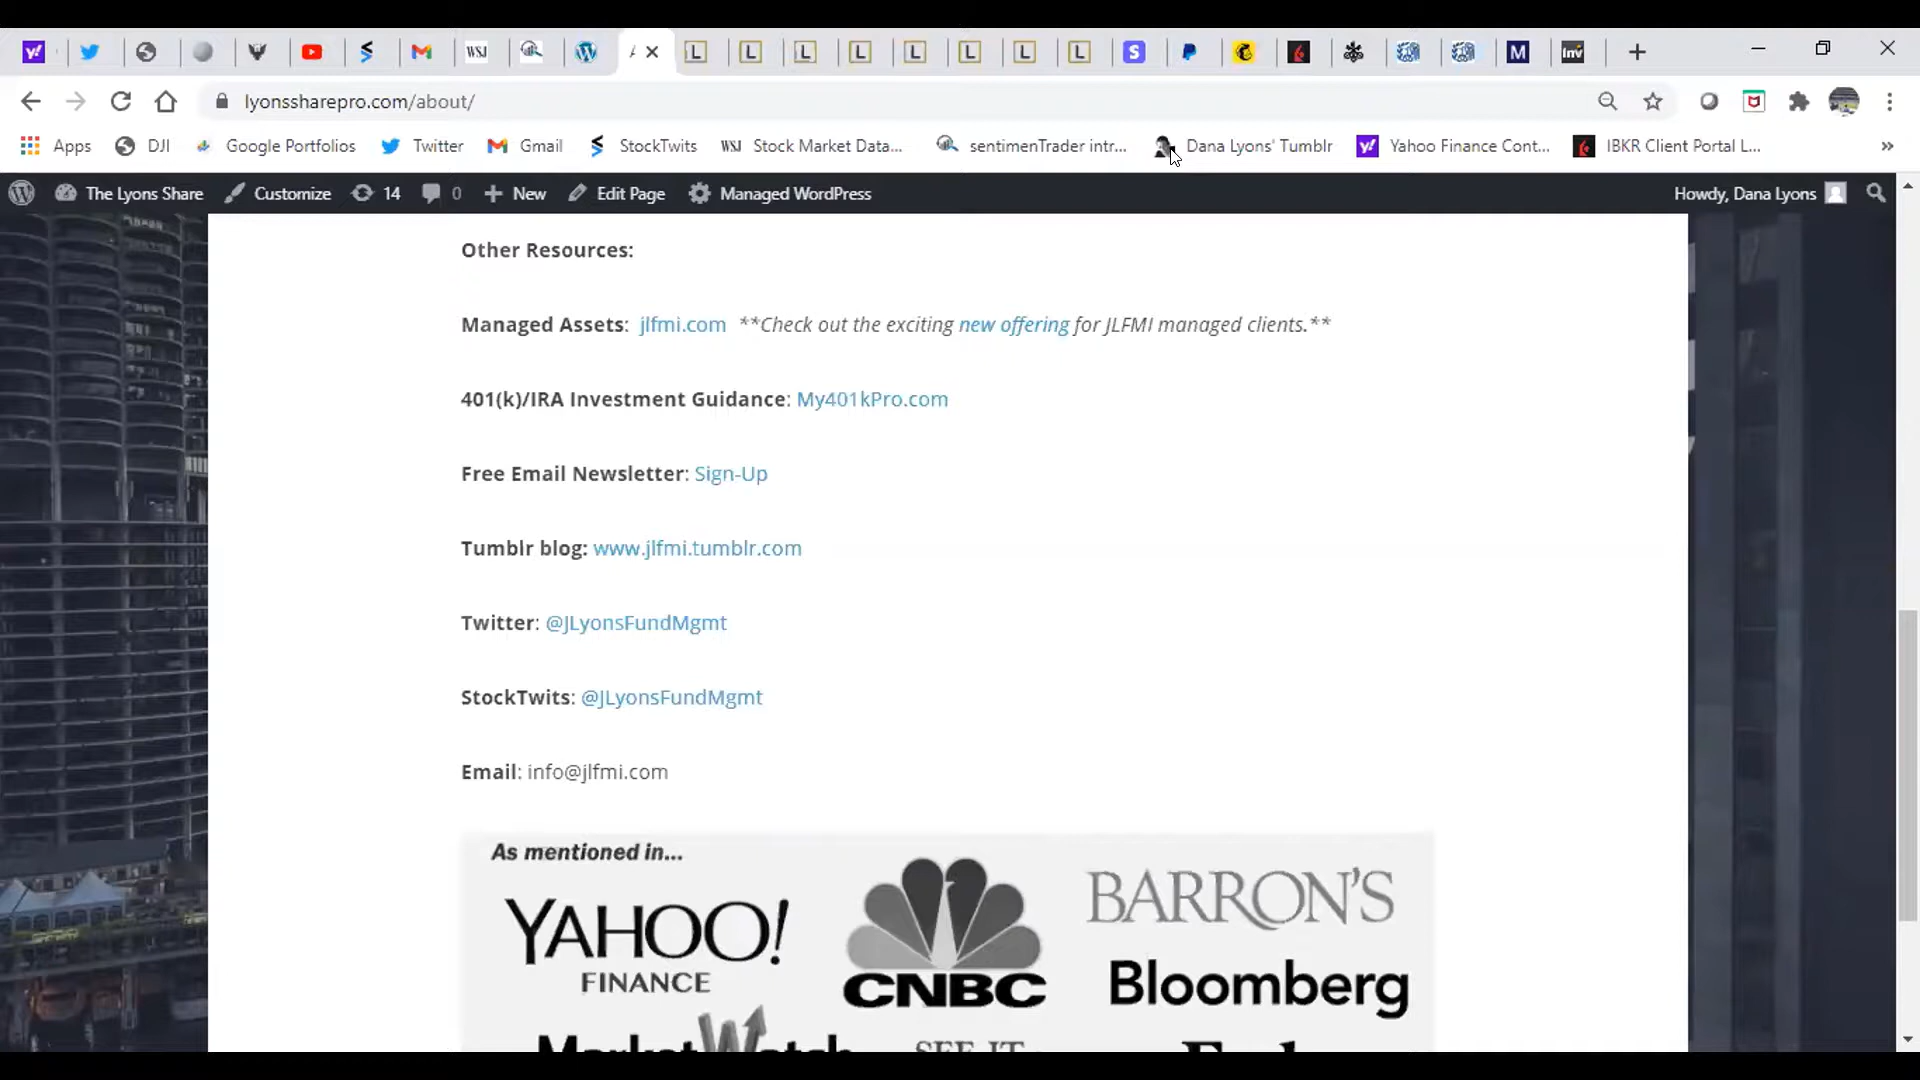 lyonssharepro.com/about/
Apps DJI Google Portfolios Twitter Gmail StockTwits WSJ Stock Market Data... sentimenTrader intr... Dana Lyons' Tumblr Yahoo Finance Cont... IBKR Client Portal L... »
The Lyons Share Customize 14 0 New Edit Page Managed WordPress Howdy, Dana Lyons
Other Resources:
Managed Assets: jlfmi.com **Check out the exciting new offering for JLFMI managed clients.**
401(k)/IRA Investment Guidance: My401kPro.com
Free Email Newsletter: Sign-Up
Tumblr blog: www.jlfmi.tumblr.com
Twitter: @JLyonsFundMgmt
StockTwits: @JLyonsFundMgmt
Email: info@jlfmi.com
As mentioned in...
YAHOO!
FINANCE
CNBC
BARRON'S
Bloomberg
MarketWatch
SEE IT